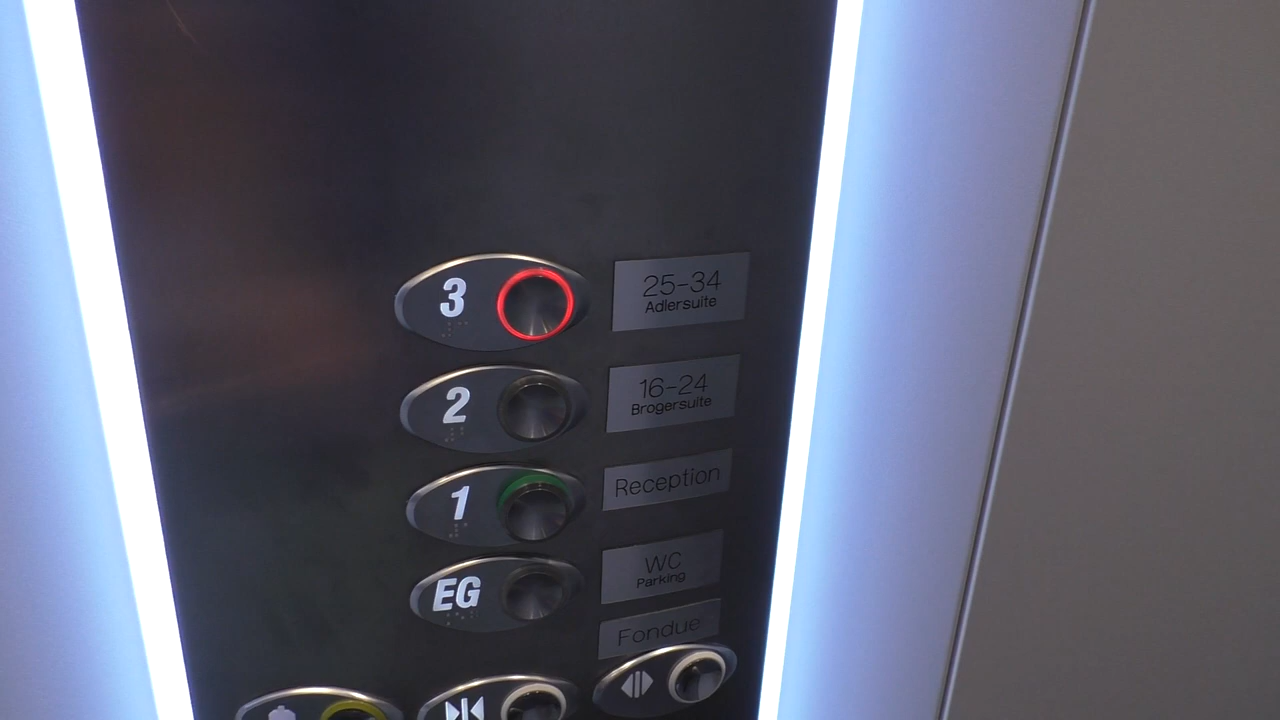 3
25-34
Adlersuite
2
16-24
Brogersuite
1
Reception
EG
WC
Parking
Fondue